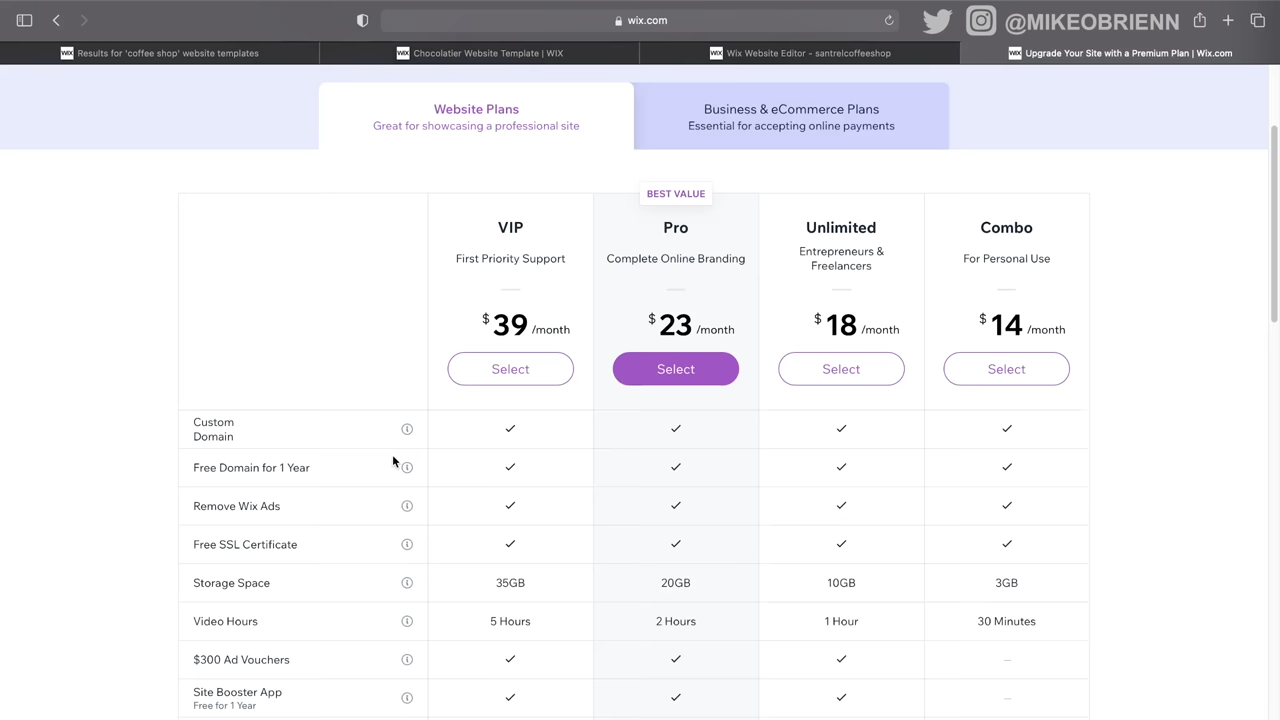 wix.com
@MIKEOBRIENN
WIX Results for 'coffee shop' website templates
WIX Chocolatier Website Template | WIX
WIX Wix Website Editor - santrelcoffeeshop
WIX Upgrade Your Site with a Premium Plan | Wix.com
Website Plans
Great for showcasing a professional site
Business & eCommerce Plans
Essential for accepting online payments
BEST VALUE
VIP
Pro
Unlimited
Combo
First Priority Support
Complete Online Branding
Entrepreneurs &
Freelancers
For Personal Use
$ 39 /month
$ 23 /month
$ 18 /month
$ 14 /month
Select
Select
Select
Select
Custom
Domain
Free Domain for 1 Year
Remove Wix Ads
Free SSL Certificate
Storage Space 35GB 20GB 10GB 3GB
Video Hours 5 Hours 2 Hours 1 Hour 30 Minutes
$300 Ad Vouchers
Site Booster App
Free for 1 Year